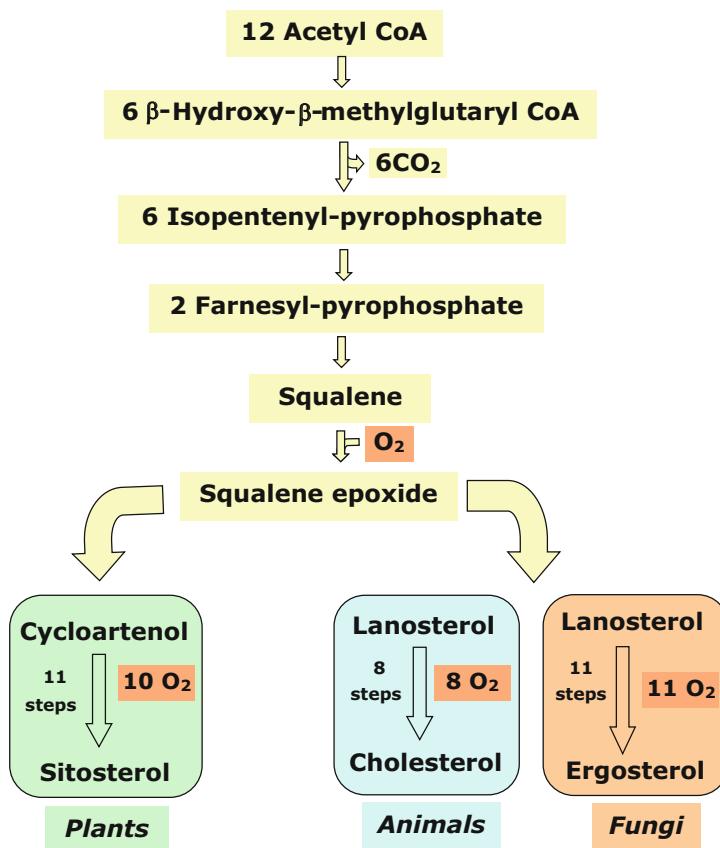 12 Acetyl CoA
6 β-Hydroxy-β-methylglutaryl CoA
6CO₂
6 Isopentenyl-pyrophosphate
2 Farnesyl-pyrophosphate
Squalene
O₂
Squalene epoxide
Cycloartenol
11
steps
10 O₂
Sitosterol
Plants
Lanosterol
8
steps
8 O₂
Cholesterol
Animals
Lanosterol
11
steps
11 O₂
Ergosterol
Fungi